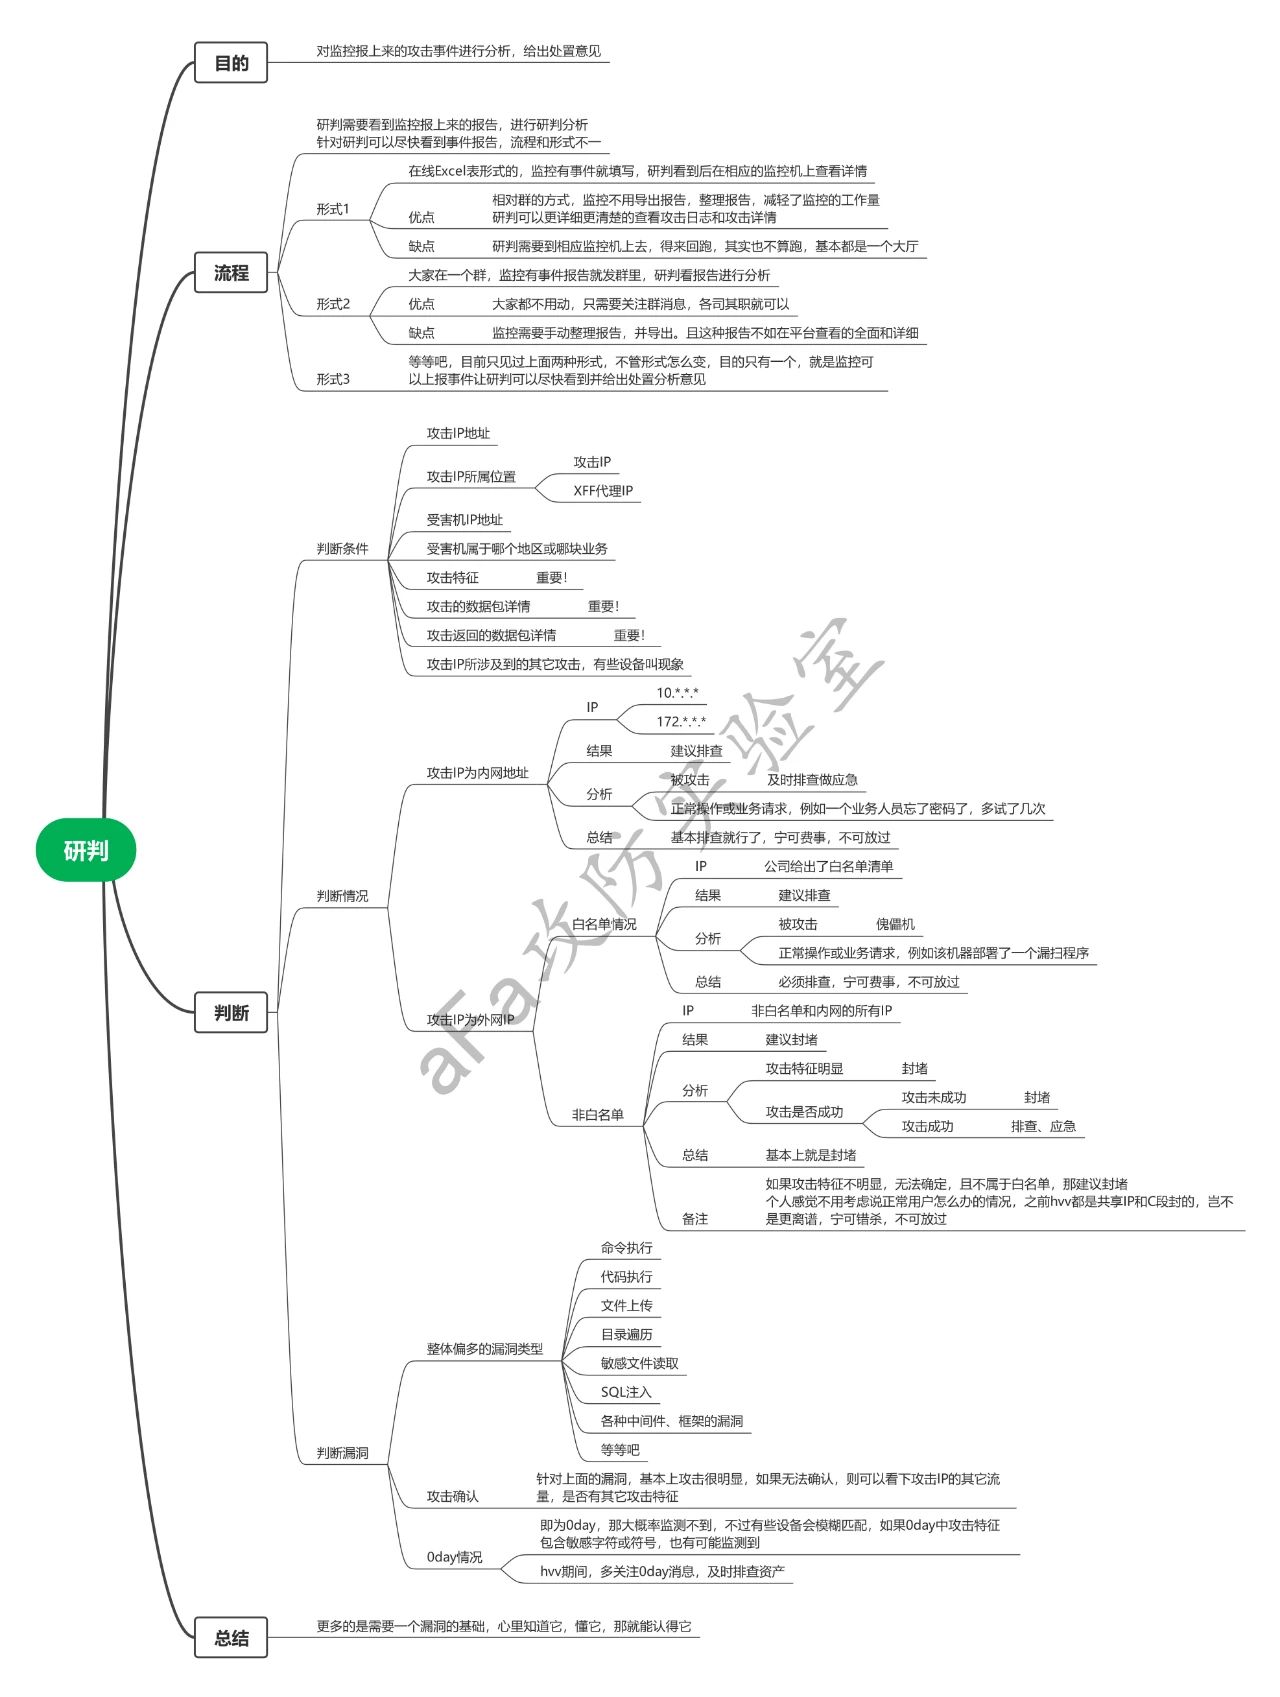 研判
目的
对监控报上来的攻击事件进行分析，给出处置意见
流程
研判需要看到监控报上来的报告，进行研判分析
针对研判可以尽快看到事件报告，流程和形式不一
形式1
在线Excel表形式的，监控有事件就填写，研判看到后在相应的监控机上查看详情
优点
相对群的方式，监控不用导出报告，整理报告，减轻了监控的工作量
研判可以更详细更清楚的查看攻击日志和攻击详情
缺点
研判需要到相应监控机上去，得来回跑，其实也不算跑，基本都是一个大厅
形式2
大家在一个群，监控有事件报告就发群里，研判看报告进行分析
优点
大家都不用动，只需要关注群消息，各司其职就可以
缺点
监控需要手动整理报告，并导出。且这种报告不如在平台查看的全面和详细
形式3
等等吧，目前只见过上面两种形式，不管形式怎么变，目的只有一个，就是监控可
以上报事件让研判可以尽快看到并给出处置分析意见
判断
判断条件
攻击IP地址
攻击IP所属位置
攻击IP
XFF代理IP
受害机IP地址
受害机属于哪个地区或哪块业务
攻击特征
重要！
攻击的数据包详情
重要！
攻击返回的数据包详情
重要！
攻击IP所涉及到的其它攻击，有些设备叫现象
判断情况
攻击IP为内网地址
IP
10.*.*.*
172.*.*.*
结果
建议排查
分析
被攻击
及时排查做应急
正常操作或业务请求，例如一个业务人员忘了密码了，多试了几次
总结
基本排查就行了，宁可费事，不可放过
攻击IP为外网IP
白名单情况
IP
公司给出了白名单清单
结果
建议排查
分析
被攻击
傀儡机
正常操作或业务请求，例如该机器部署了一个漏扫程序
总结
必须排查，宁可费事，不可放过
非白名单
IP
非白名单和内网的所有IP
结果
建议封堵
分析
攻击特征明显
封堵
攻击是否成功
攻击未成功
封堵
攻击成功
排查、应急
总结
基本上就是封堵
备注
如果攻击特征不明显，无法确定，且不属于白名单，那建议封堵
个人感觉不用考虑说正常用户怎么办的情况，之前hvv都是共享IP和C段封的，岂不
是更离谱，宁可错杀，不可放过
判断漏洞
整体偏多的漏洞类型
命令执行
代码执行
文件上传
目录遍历
敏感文件读取
SQL注入
各种中间件、框架的漏洞
等等吧
攻击确认
针对上面的漏洞，基本上攻击很明显，如果无法确认，则可以看下攻击IP的其它流
量，是否有其它攻击特征
0day情况
即为0day，那大概率监测不到，不过有些设备会模糊匹配，如果0day中攻击特征
包含敏感字符或符号，也有可能监测到
hvv期间，多关注0day消息，及时排查资产
总结
更多的是需要一个漏洞的基础，心里知道它，懂它，那就能认得它
aFa攻防实验室